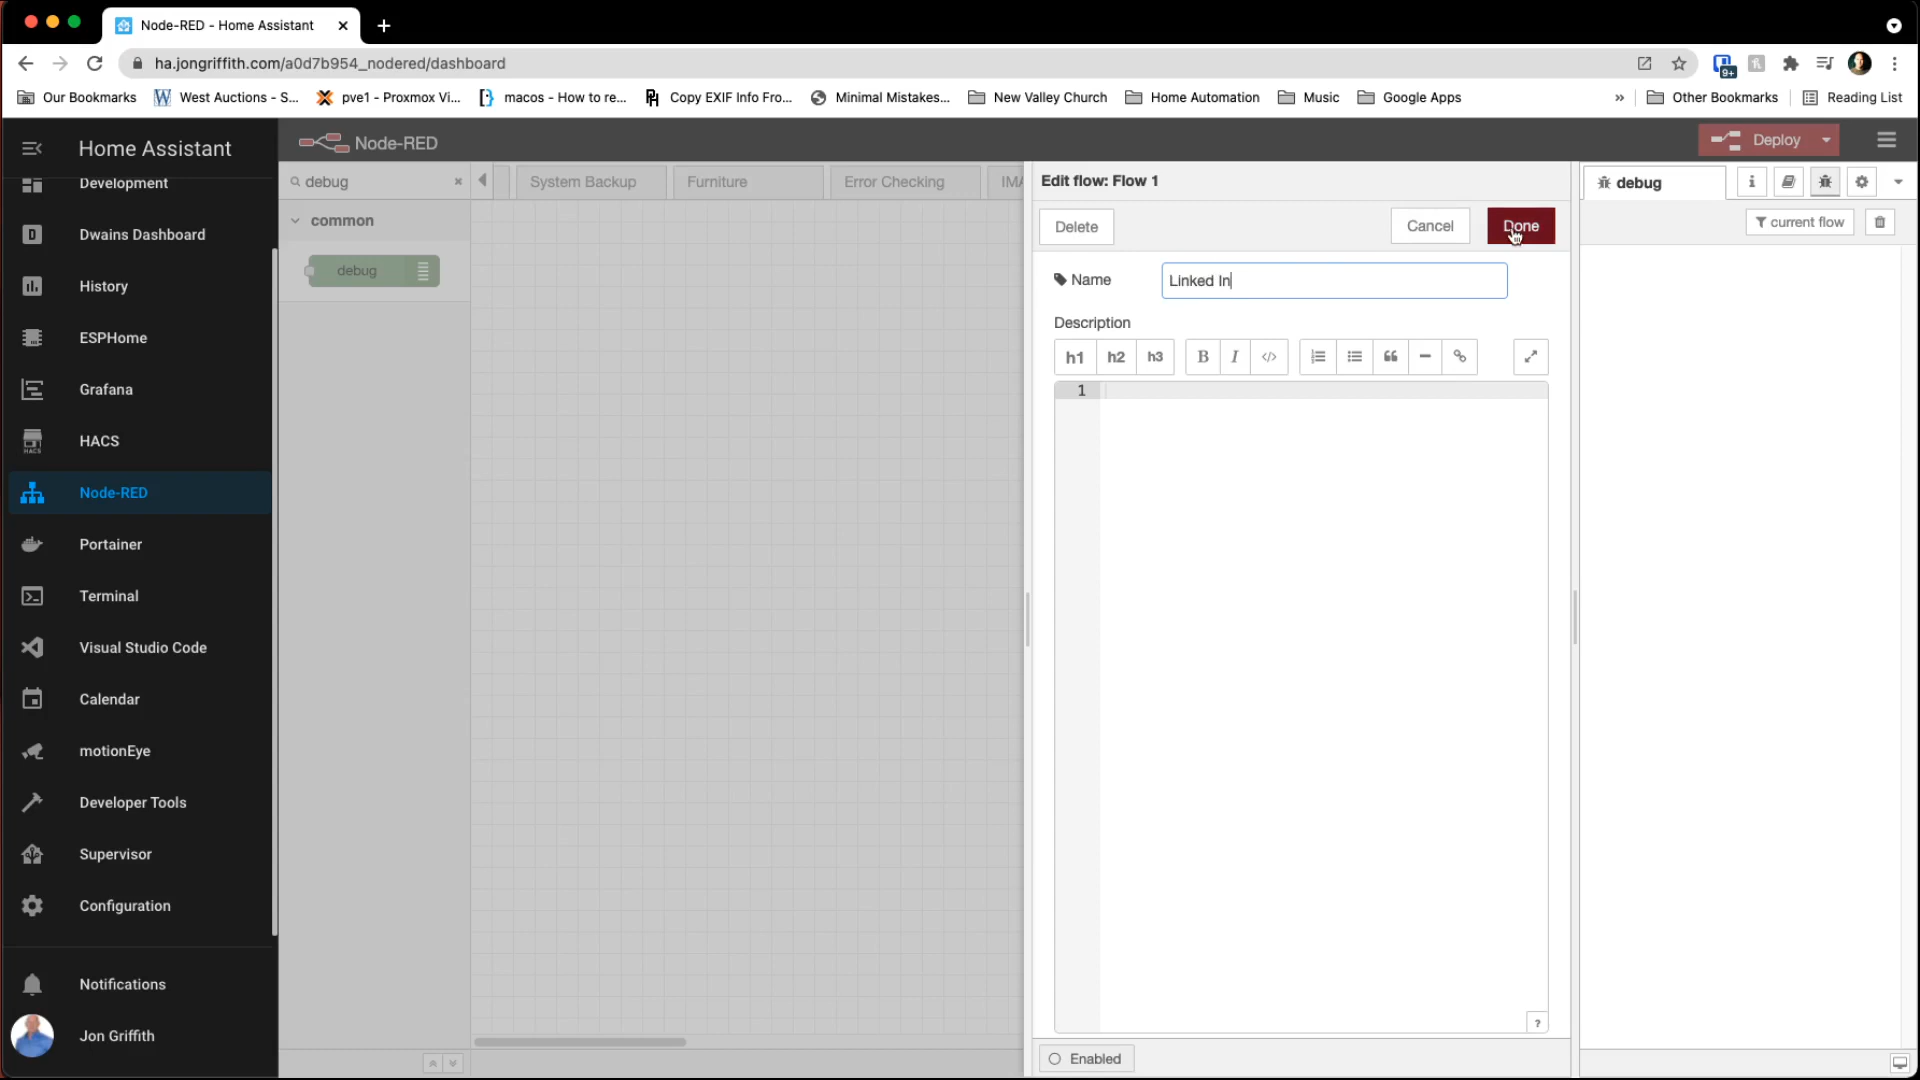 Node-RED - Home Assistant
ha.jongriffith.com/a0d7b954_nodered/dashboard
9+
Our Bookmarks
West Auctions - S...
pve1 - Proxmox Vi...
macos - How to re...
Copy EXIF Info Fro...
Minimal Mistakes...
New Valley Church
Home Automation
Music
Google Apps
»
Other Bookmarks
Reading List
Home Assistant
Development
Dwains Dashboard
History
ESPHome
Grafana
HACS
Node-RED
Portainer
Terminal
Visual Studio Code
Calendar
motionEye
Developer Tools
Supervisor
Configuration
Notifications
Jon Griffith
Node-RED
Deploy
debug
common
debug
System Backup
Furniture
Error Checking
IMA
Edit flow: Flow 1
Delete
Cancel
Done
Name
Linked In
Description
h1
h2
h3
B
I
</>
1
?
Enabled
debug
i
current flow